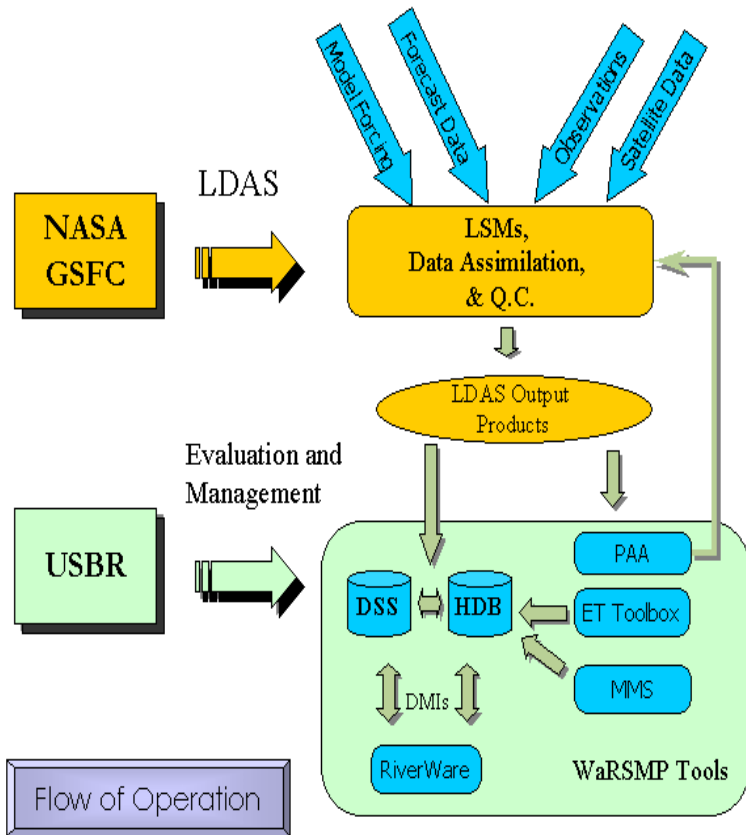 Model Forcing
Forecast Data
Observations
Satellite Data
LDAS
NASA
GSFC
LSMs,
Data Assimilation,
& Q.C.
LDAS Output
Products
Evaluation and
Management
USBR
PAA
DSS
HDB
ET Toolbox
MMS
DMIs
RiverWare
WaRSMP Tools
Flow of Operation